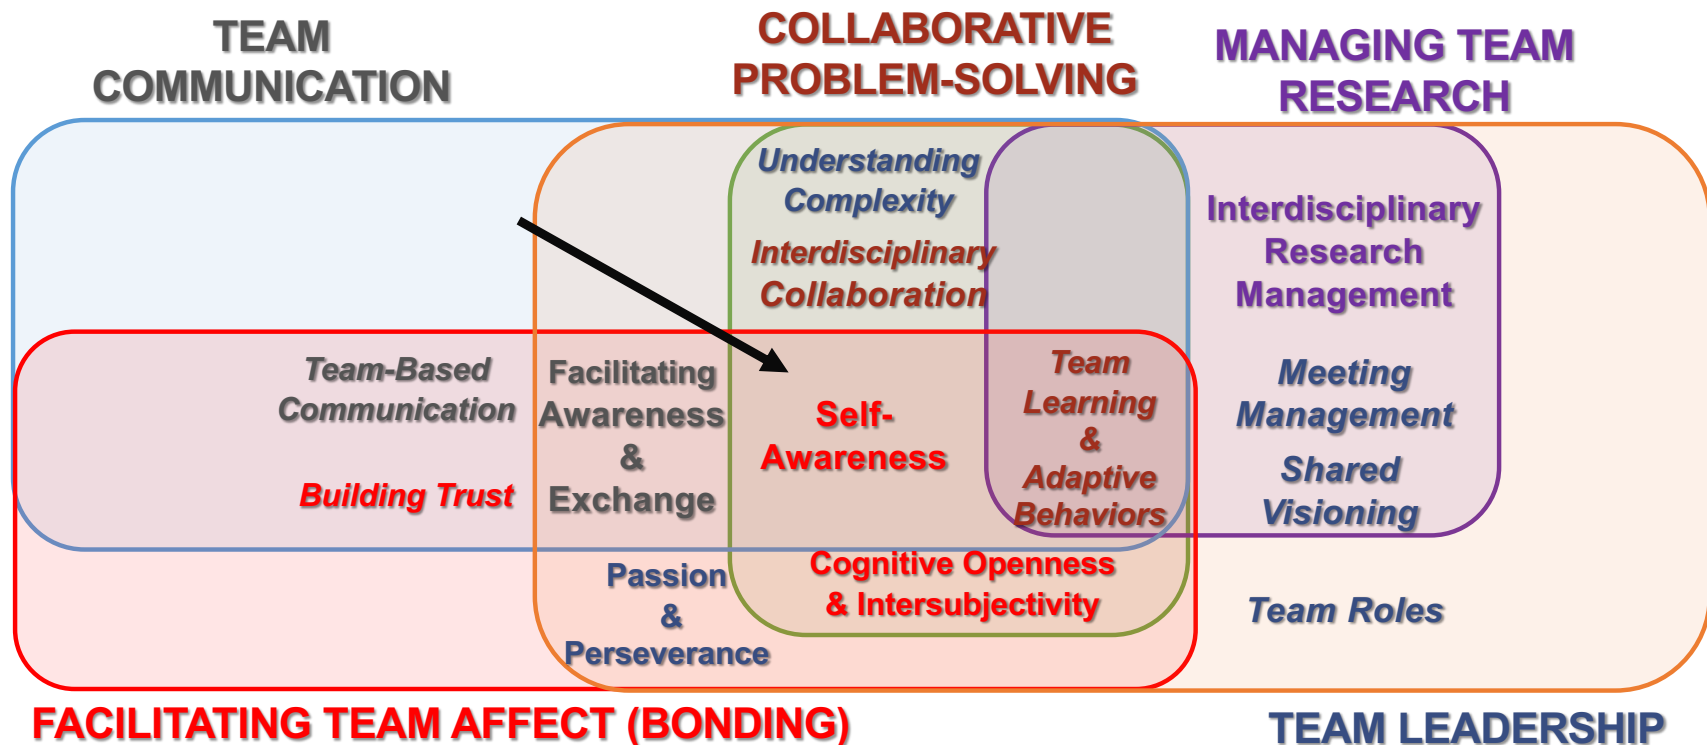 TEAM
COMMUNICATION
COLLABORATIVE
PROBLEM-SOLVING
MANAGING TEAM
RESEARCH
Understanding
Complexity
Interdisciplinary
Collaboration
Interdisciplinary
Research
Management
Team-Based
Communication
Building Trust
Facilitating
Awareness
&
Exchange
Self-
Awareness
Team
Learning
&
Adaptive
Behaviors
Meeting
Management
Shared
Visioning
Passion
&
Perseverance
Cognitive Openness
& Intersubjectivity
Team Roles
FACILITATING TEAM AFFECT (BONDING)
TEAM LEADERSHIP